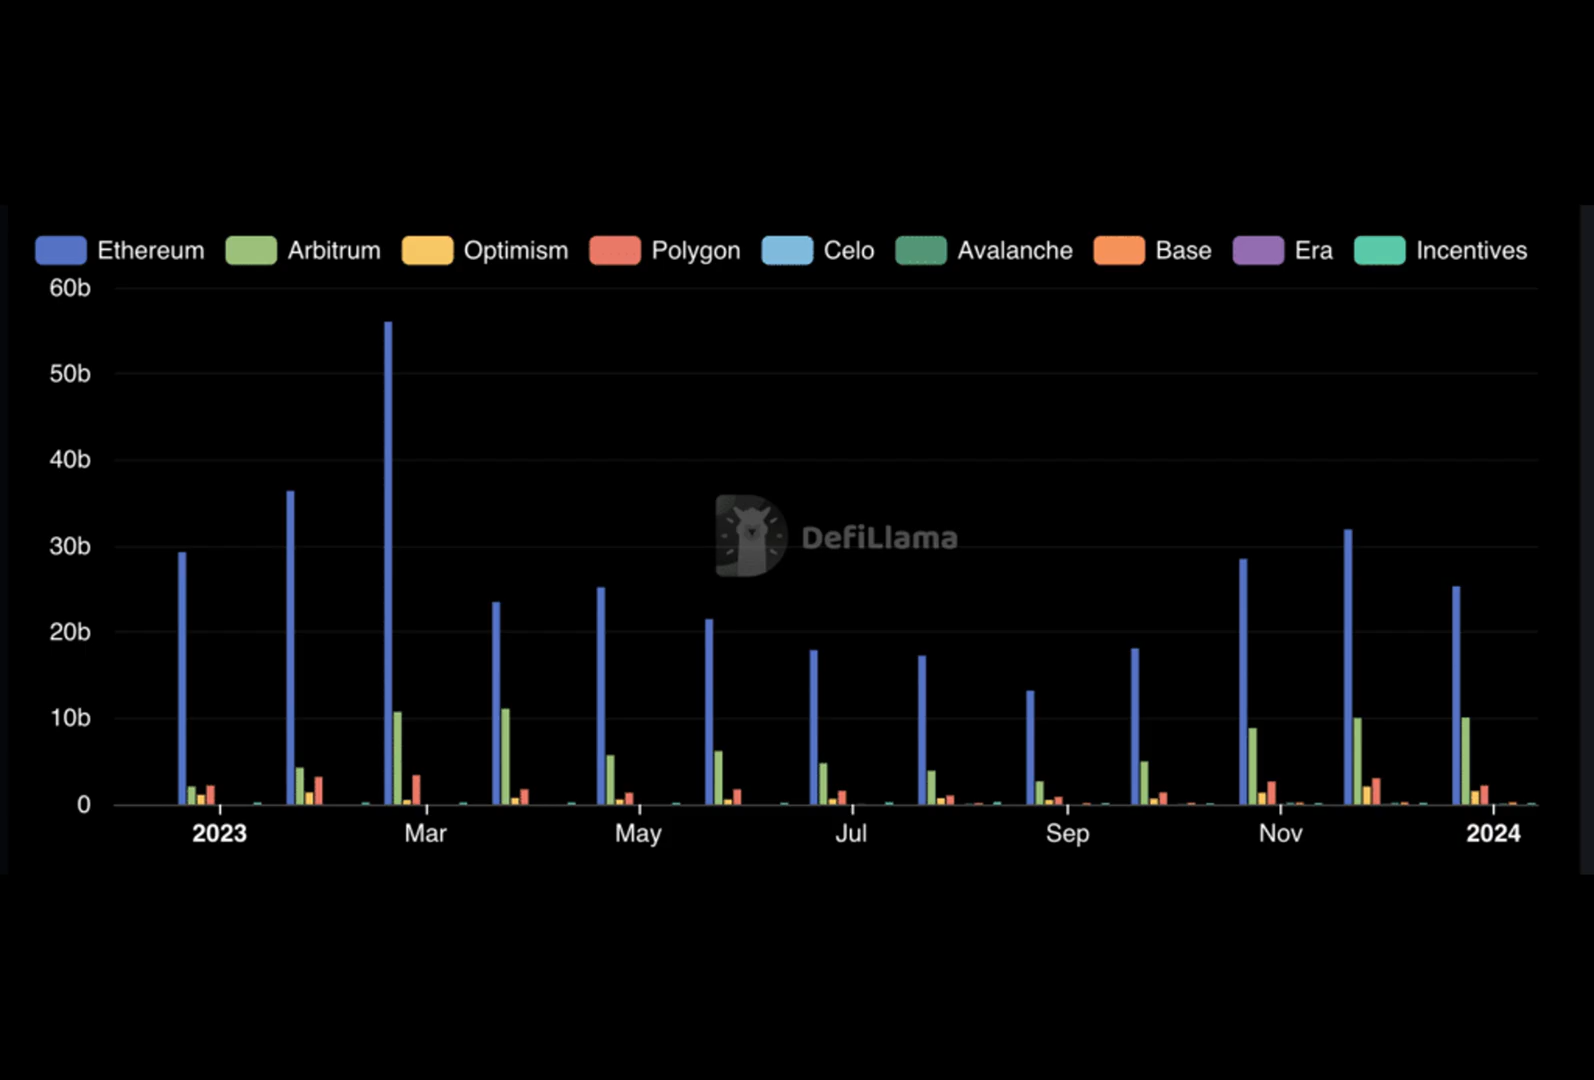 Ethereum Arbitrum Optimism Polygon Celo Avalanche Base Era Incentives
60b
50b
40b
30b
20b
10b
0
DefiLlama
2023 Mar May Jul Sep Nov 2024